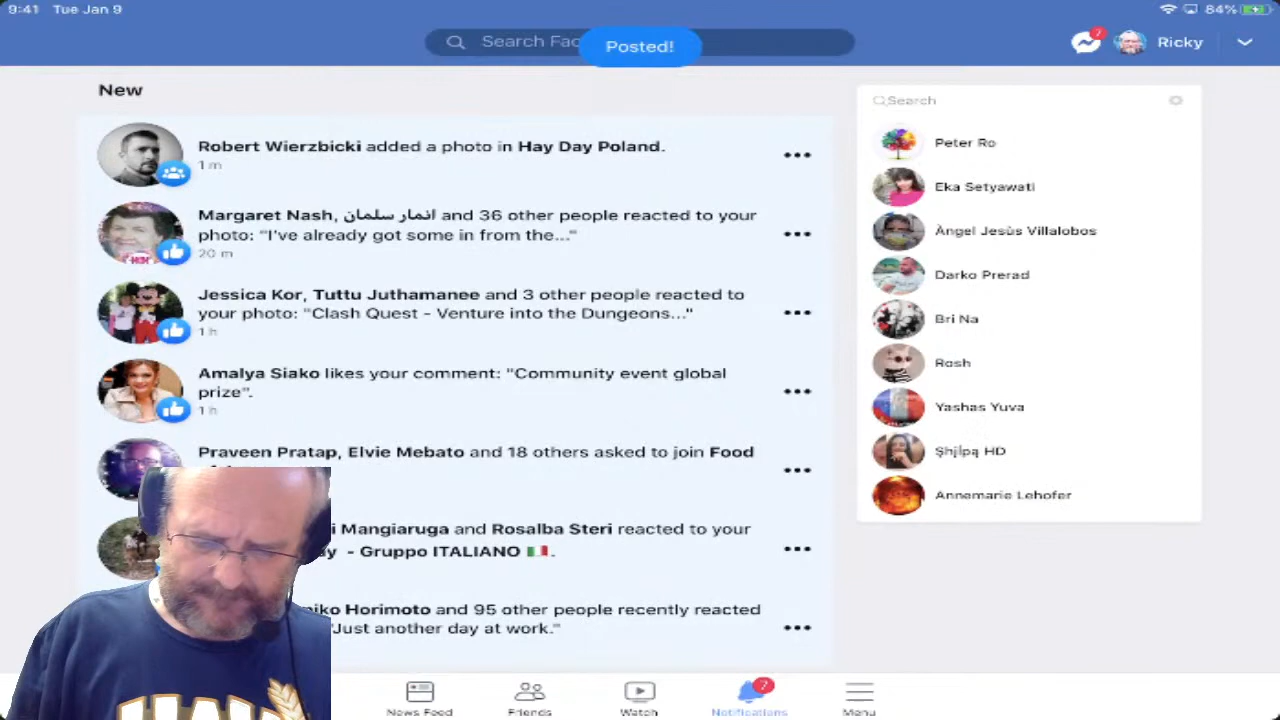 9:41 Tue Jan 9
84%
Search Fac
Posted!
7
Ricky
New
Robert Wierzbicki added a photo in Hay Day Poland.
1 m
Margaret Nash, انمار سلمان and 36 other people reacted to your
photo: "I've already got some in from the..."
20 m
Jessica Kor, Tuttu Juthamanee and 3 other people reacted to
your photo: "Clash Quest - Venture into the Dungeons..."
1 h
Amalya Siako likes your comment: "Community event global
prize".
1 h
Praveen Pratap, Elvie Mebato and 18 others asked to join Food
i Mangiaruga and Rosalba Steri reacted to your
y - Gruppo ITALIANO 🇮🇹.
iko Horimoto and 95 other people recently reacted
"Just another day at work."
Search
Peter Ro
Eka Setyawati
Àngel Jesùs Villalobos
Darko Prerad
Bri Na
Rosh
Yashas Yuva
Annemarie Lehofer
HAY
News Feed
Friends
Watch
7
Notifications
Menu